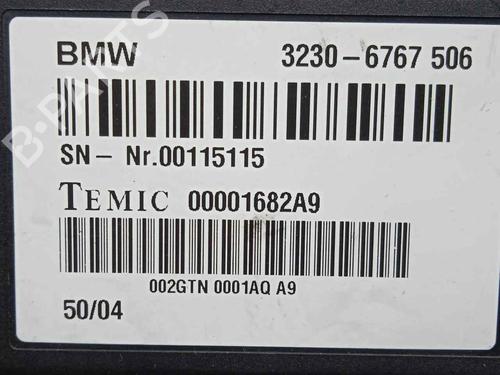 BMW 3230-6767 506
SN- Nr.00115115
TEMIC 00001682A9
002GTN 0001AQ A9
50/04
B-PARTS